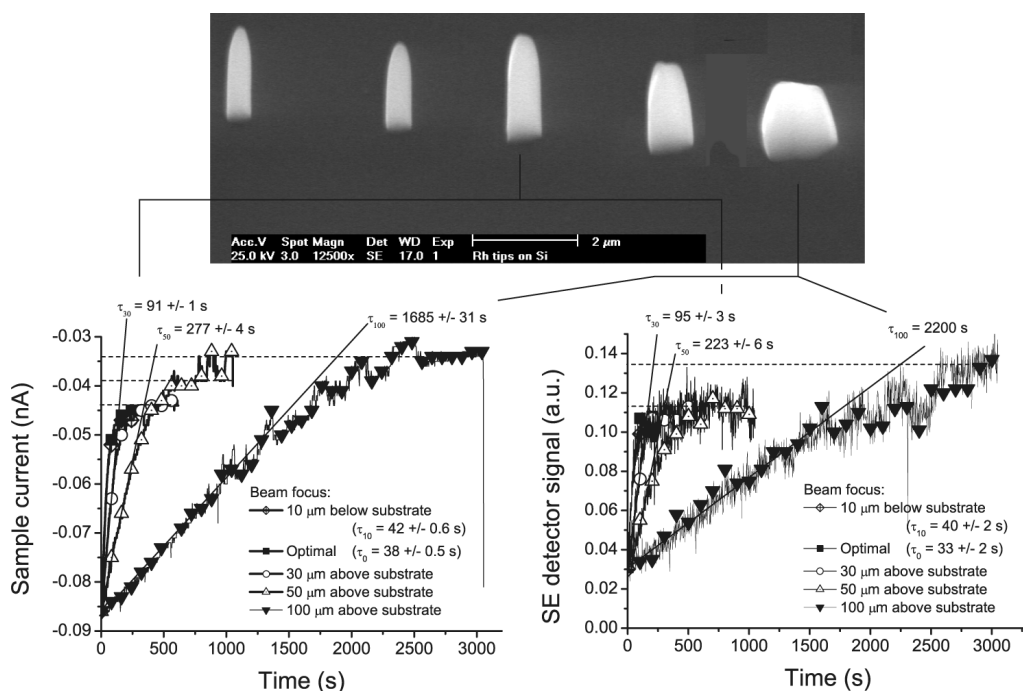 Acc.V Spot Magn Det WD Exp
25.0 kV 3.0 12500x SE 17.0 1
2 µm
Rh tips on Si
τ30 = 91 +/- 1 s
τ50 = 277 +/- 4 s
τ100 = 1685 +/- 31 s
-0.03
-0.04
-0.05
-0.06
-0.07
-0.08
-0.09
Sample current (nA)
Beam focus:
10 µm below substrate
(τ10 = 42 +/- 0.6 s)
Optimal (τ0 = 38 +/- 0.5 s)
30 µm above substrate
50 µm above substrate
100 µm above substrate
0 500 1000 1500 2000 2500 3000
Time (s)
τ30 = 95 +/- 3 s
τ50 = 223 +/- 6 s
τ100 = 2200 s
0.14
0.12
0.10
0.08
0.06
0.04
0.02
0.00
SE detector signal (a.u.)
Beam focus:
10 µm below substrate
(τ10 = 40 +/- 2 s)
Optimal (τ0 = 33 +/- 2 s)
30 µm above substrate
50 µm above substrate
100 µm above substrate
0 500 1000 1500 2000 2500 3000
Time (s)